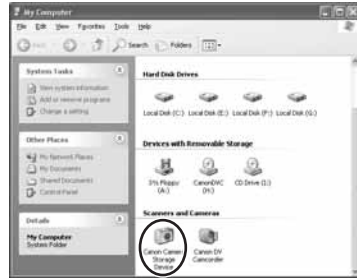 My Computer
File Edit View Favorites Tools Help
Back Search Folders
System Tasks
View system information
Add or remove programs
Change a setting
Other Places
My Network Places
My Documents
Shared Documents
Control Panel
Details
My Computer
System Folder
Hard Disk Drives
Local Disk (C:) Local Disk (E:) Local Disk (F:) Local Disk (G:)
Devices with Removable Storage
3½ Floppy (A:) CanonDVC (H:) CD Drive (I:)
Scanners and Cameras
Canon Camera Storage Device
Canon DV Camcorder